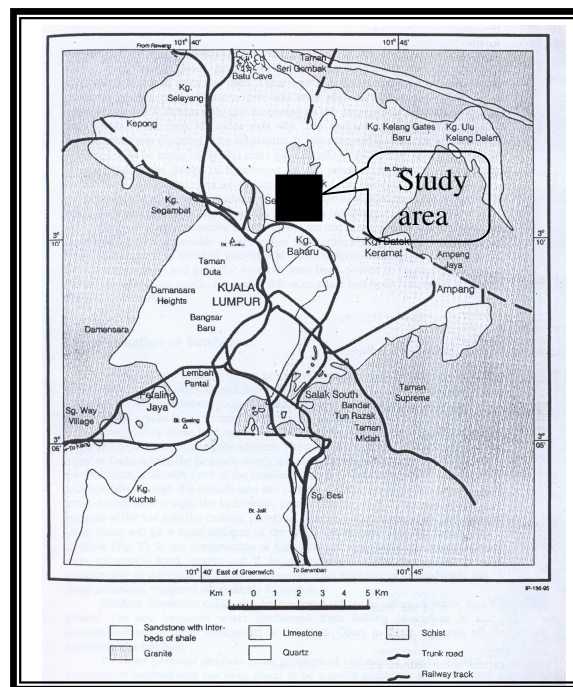 101° 40' 101° 45'
From Rawang
Taman
Seri Gombak
Batu Cave
Kg.
Selayang
Kepong
Kg. Kelang Gates
Baru
Kg. Ulu
Kelang Dalam
Bt. Dinding
Study
area
Kg.
Segambat
3°
10'
3°
10'
Kg.
Baharu
Kg. Datok
Keramat
Ampang
Jaya
Taman
Duta
Ampang
Damansara
Heights
KUALA
LUMPUR
Bangsar
Baru
Damensara
Lembah
Pantai
Petaling
Jaya
Salak South
Taman
Supreme
Bandar
Tun Razak
Sg. Way
Village
Bt. Gasing
Taman
Midah
3°
05'
3°
05'
To Klang
Sg. Besi
Kg.
Kuchai
Bt. Jalil
101° 40' East of Greenwich To Seremban 101° 45'
Km 1 0 1 2 3 4 5 Km
IP-136-95
Sandstone with Inter-
beds of shale
Limestone
Schist
Granite
Quartz
Trunk road
Railway track